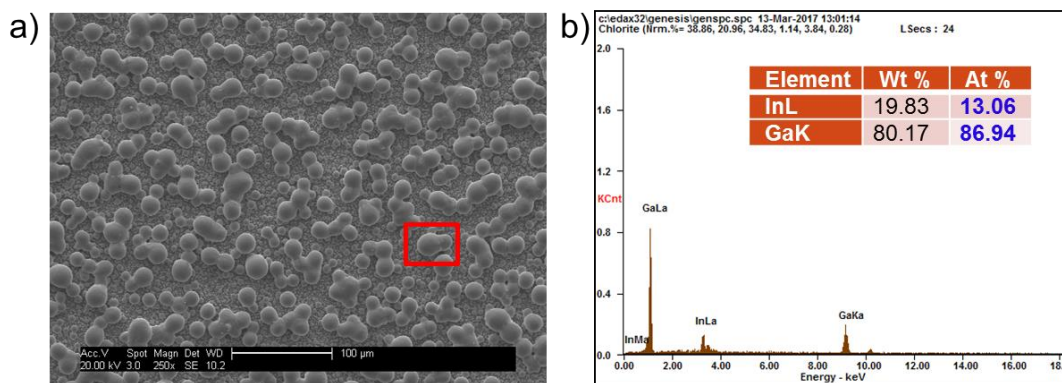 a)
Acc.V Spot Magn Det WD
20.00 kV 3.0 250x SE 10.2
100 µm
b)
c:\edax32\genesis\genspc.spc 13-Mar-2017 13:01:14
Chlorite (Nrm.%= 38.86, 20.96, 34.83, 1.14, 3.84, 0.28) LSecs : 24
Element Wt % At %
InL 19.83 13.06
GaK 80.17 86.94
2.0
1.6
1.2
KCnt
GaLa
0.8
0.4
InMa
InLa
GaKa
0.0
0.00 2.00 4.00 6.00 8.00 10.00 12.00 14.00 16.00 18.0
Energy - keV